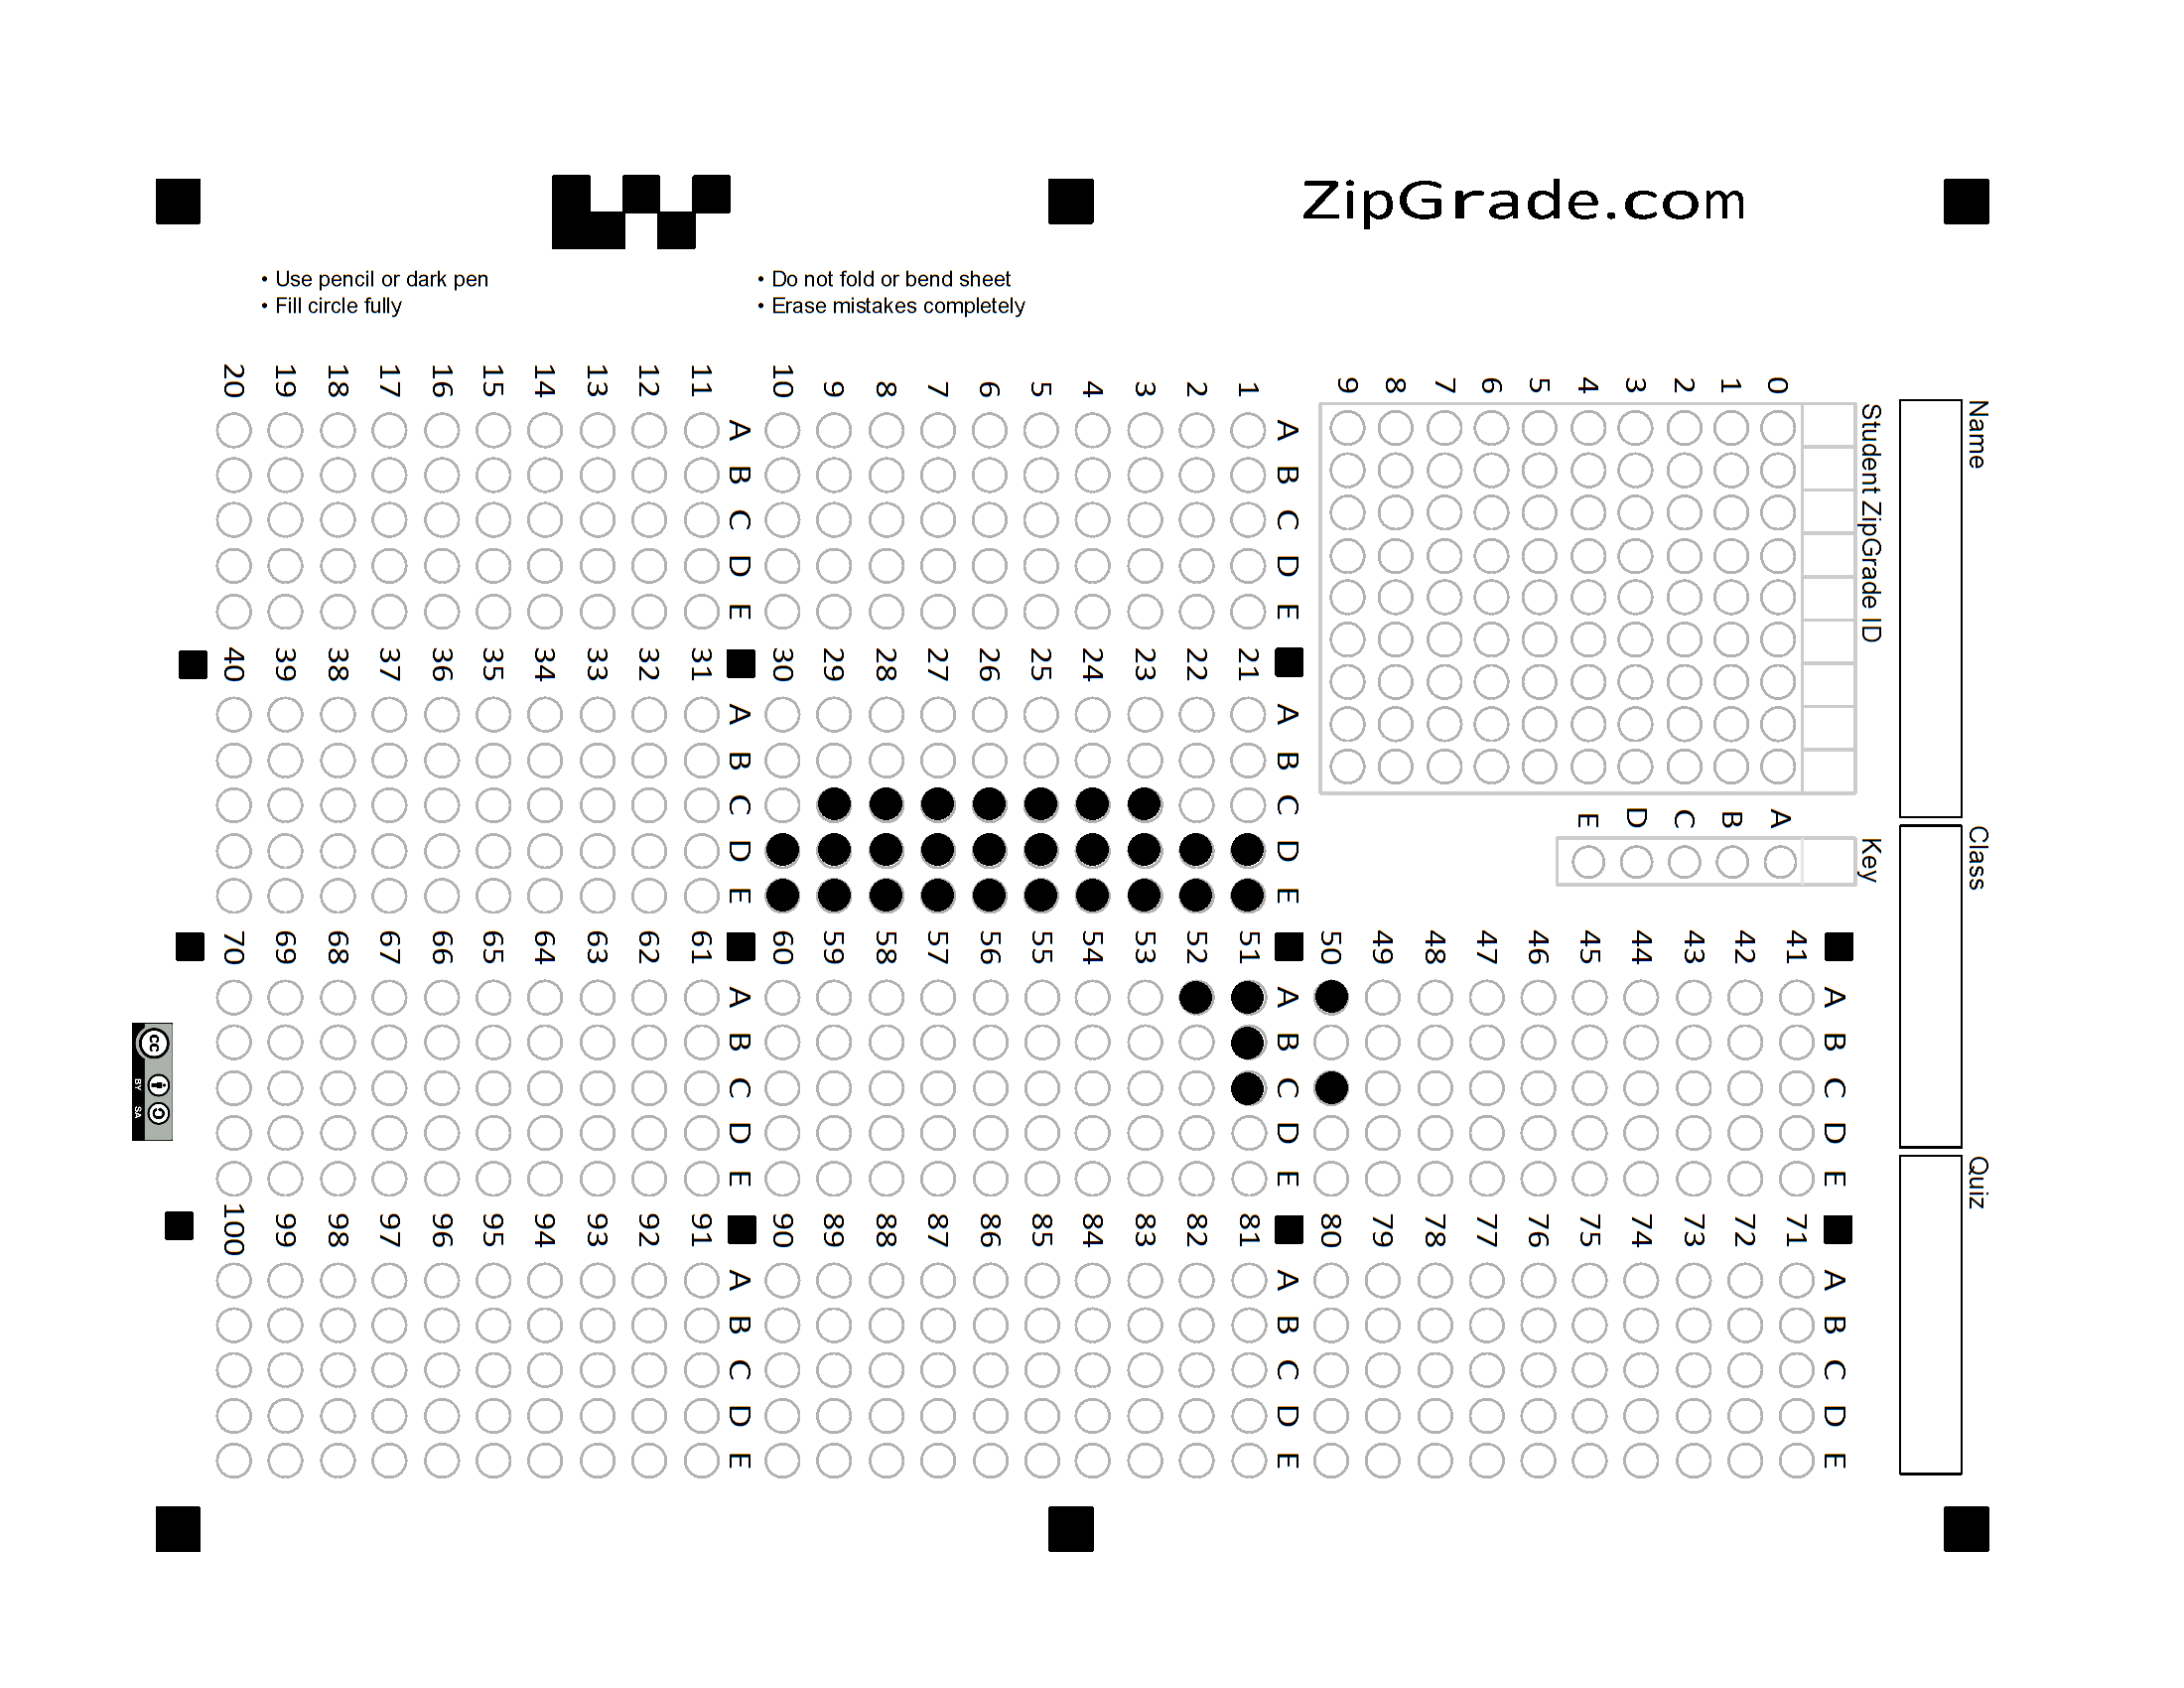 ZipGrade.com
• Use pencil or dark pen
• Fill circle fully
• Do not fold or bend sheet
• Erase mistakes completely
Name
Class
Quiz
Student ZipGrade ID
0 1 2 3 4 5 6 7 8 9
Key
A B C D E
A B C D E
1 2 3 4 5 6 7 8 9 10
A B C D E
11 12 13 14 15 16 17 18 19 20
A B C D E
21 22 23 24 25 26 27 28 29 30
A B C D E
31 32 33 34 35 36 37 38 39 40
A B C D E
41 42 43 44 45 46 47 48 49 50
A B C D E
51 52 53 54 55 56 57 58 59 60
A B C D E
61 62 63 64 65 66 67 68 69 70
A B C D E
71 72 73 74 75 76 77 78 79 80
A B C D E
81 82 83 84 85 86 87 88 89 90
A B C D E
91 92 93 94 95 96 97 98 99 100
cc
BY SA